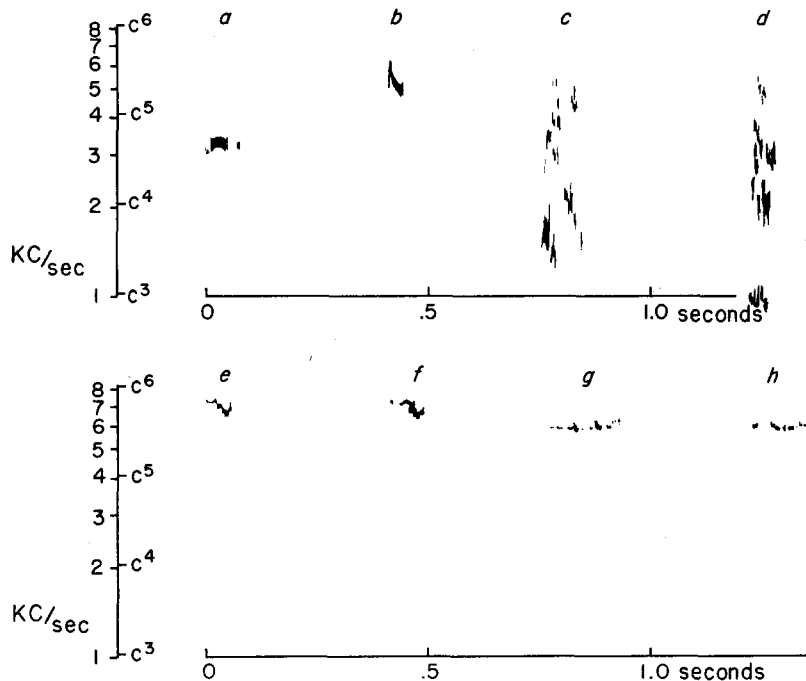 a b c d
8 c⁶
7
6
5
4 c⁵
3
2 c⁴
KC/sec
1 c³
0 .5 1.0 seconds
e f g h
8 c⁶
7
6
5
4 c⁵
3
2 c⁴
KC/sec
1 c³
0 .5 1.0 seconds